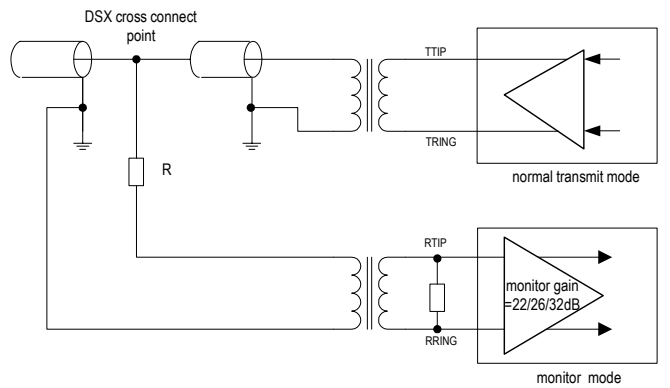 DSX cross connect
point
TTIP
TRING
normal transmit mode
R
RTIP
monitor gain
=22/26/32dB
RRING
monitor mode